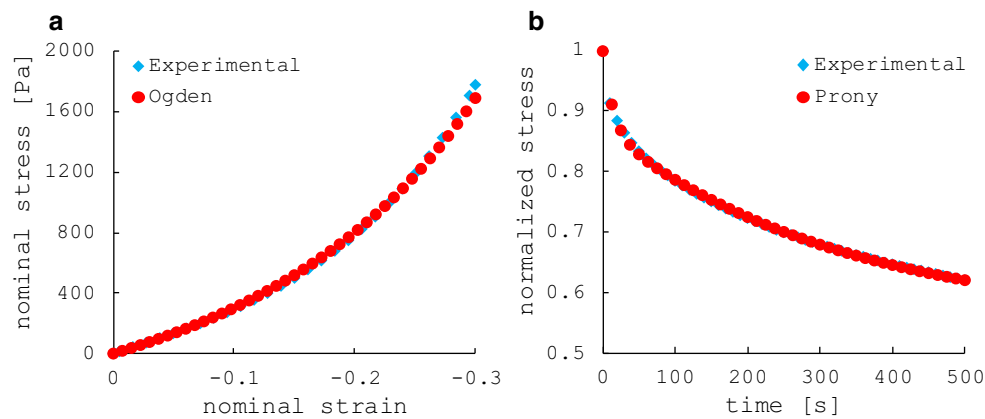 a
nominal stress [Pa]
2000
1600
1200
800
400
0
Experimental
Ogden
0
-0.1
-0.2
-0.3
nominal strain
b
normalized stress
1
0.9
0.8
0.7
0.6
0.5
Experimental
Prony
0
100
200
300
400
500
time [s]